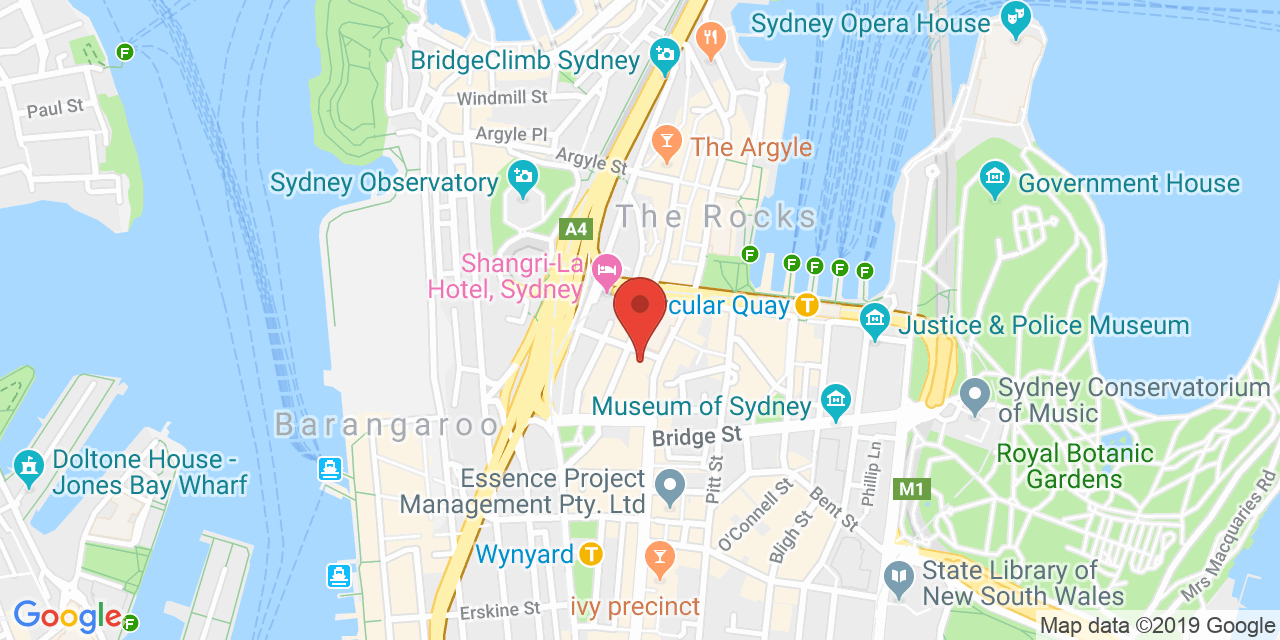 Sydney Opera House
BridgeClimb Sydney
F
Paul St
Windmill St
Argyle Pl
The Argyle
Argyle St
Sydney Observatory
Government House
The Rocks
A4
F
F
F
F
F
Shangri-La
Hotel, Sydney
rcular Quay
T
Justice & Police Museum
Sydney Conservatorium
of Music
Museum of Sydney
Barangaroo
Bridge St
Royal Botanic
Gardens
Doltone House -
Jones Bay Wharf
Essence Project
Management Pty. Ltd
Pitt St
Phillip Ln
M1
O'Connell St
Bent St
Bligh St
Mrs Macquaries Rd
Wynyard
T
State Library of
New South Wales
ivy precinct
Erskine St
Google
F
Map data ©2019 Google